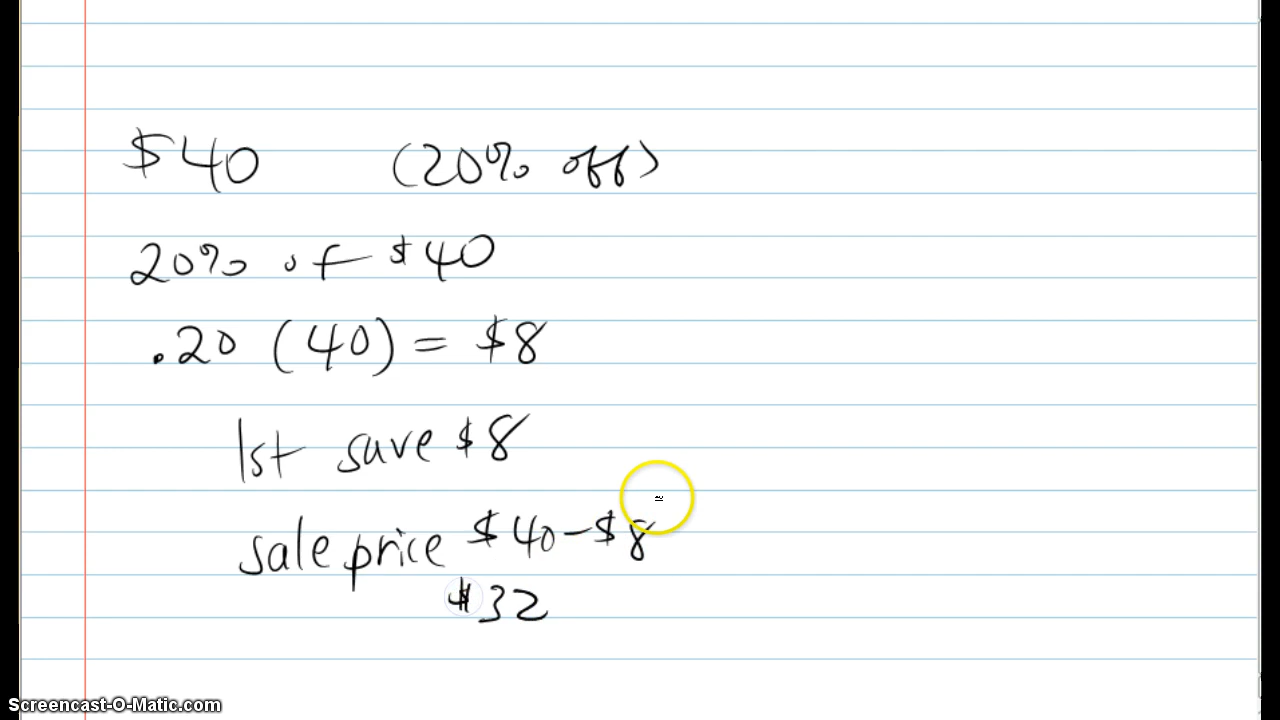 $40 (20% off)
20% of $40
.20 (40) = $8
1st save $8
sale price $40-$8
$32
Screencast-O-Matic.com